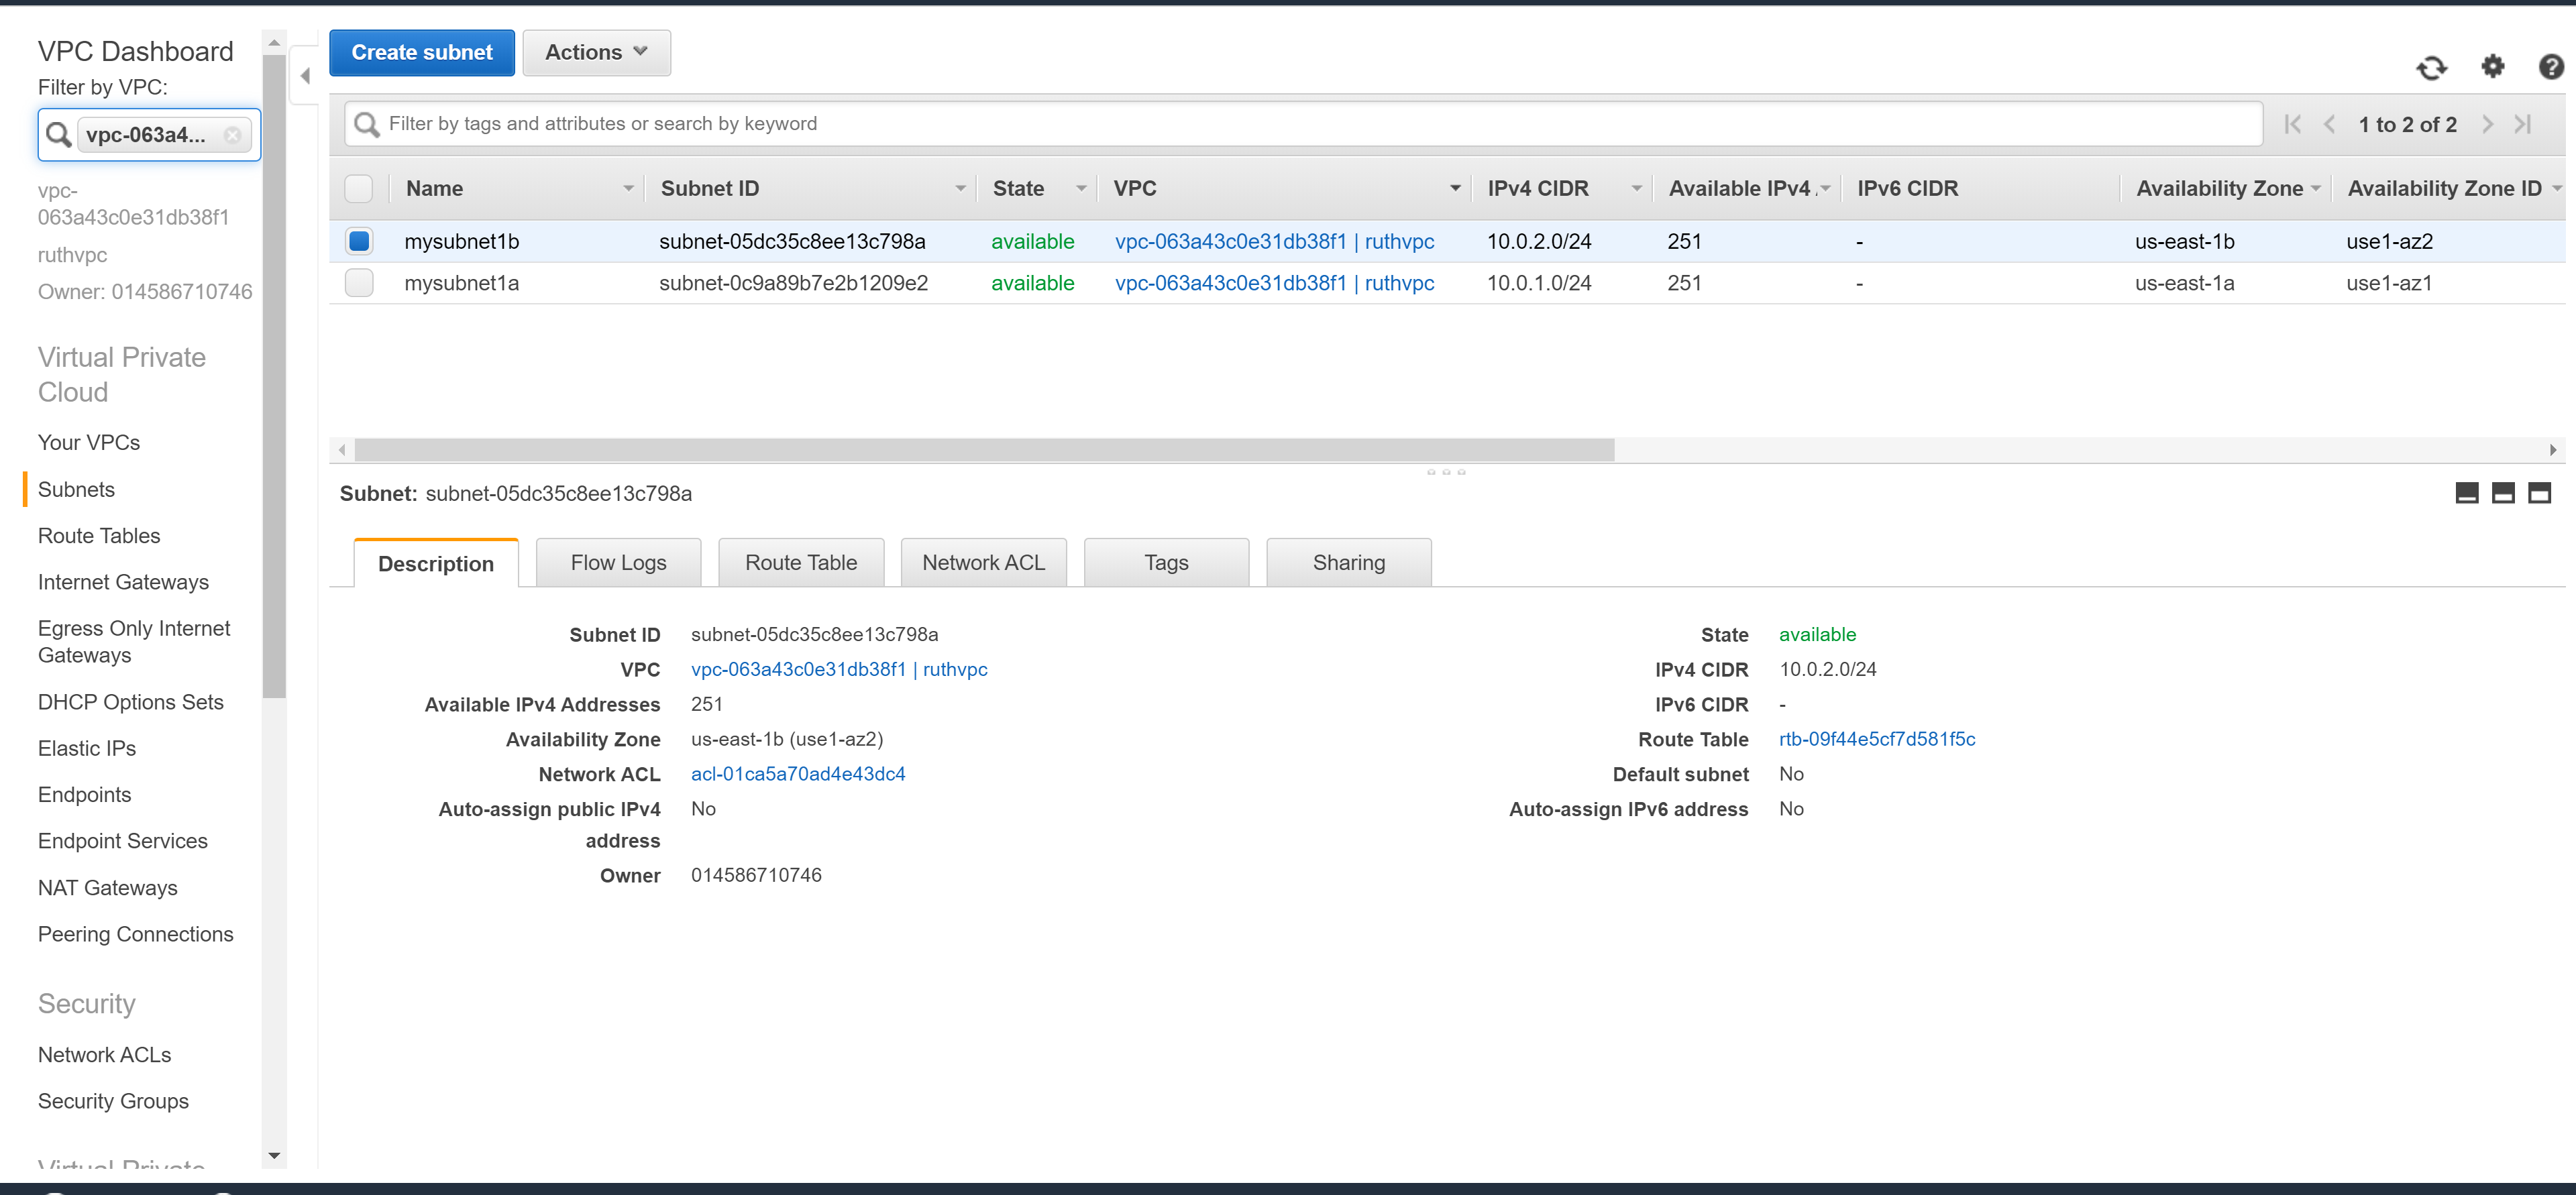 VPC Dashboard
Filter by VPC:
vpc-063a4...
vpc-
063a43c0e31db38f1
ruthvpc
Owner: 014586710746
Virtual Private
Cloud
Your VPCs
Subnets
Route Tables
Internet Gateways
Egress Only Internet
Gateways
DHCP Options Sets
Elastic IPs
Endpoints
Endpoint Services
NAT Gateways
Peering Connections
Security
Network ACLs
Security Groups
Virtual Private
Create subnet Actions
Filter by tags and attributes or search by keyword 1 to 2 of 2
Name Subnet ID State VPC IPv4 CIDR Available IPv4 . IPv6 CIDR Availability Zone Availability Zone ID
mysubnet1b subnet-05dc35c8ee13c798a available vpc-063a43c0e31db38f1 | ruthvpc 10.0.2.0/24 251 - us-east-1b use1-az2
mysubnet1a subnet-0c9a89b7e2b1209e2 available vpc-063a43c0e31db38f1 | ruthvpc 10.0.1.0/24 251 - us-east-1a use1-az1
Subnet: subnet-05dc35c8ee13c798a
Description Flow Logs Route Table Network ACL Tags Sharing
Subnet ID subnet-05dc35c8ee13c798a State available
VPC vpc-063a43c0e31db38f1 | ruthvpc IPv4 CIDR 10.0.2.0/24
Available IPv4 Addresses 251 IPv6 CIDR -
Availability Zone us-east-1b (use1-az2) Route Table rtb-09f44e5cf7d581f5c
Network ACL acl-01ca5a70ad4e43dc4 Default subnet No
Auto-assign public IPv4 No Auto-assign IPv6 address No
address
Owner 014586710746